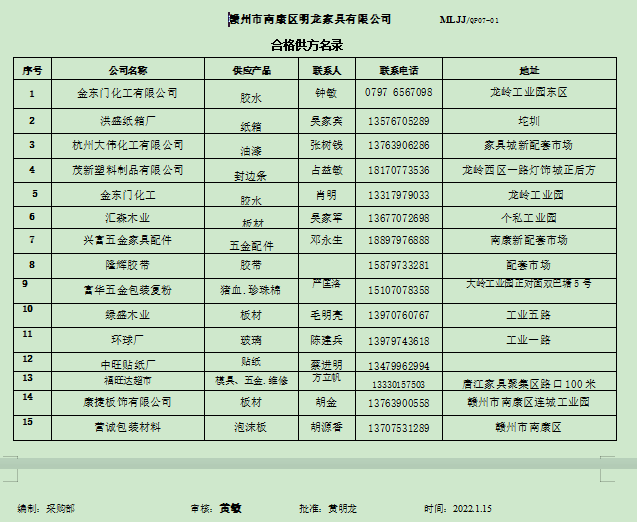 赣州市南康区明龙家具有限公司 MLJJ/QP07-01
合格供方名录
序号 公司名称 供应产品 联系人 联系电话 地址
1 金东门化工有限公司 胶水 钟敏 0797 6567098 龙岭工业园东区
2 洪盛纸箱厂 纸箱 吴家宾 13576705289 坨圳
3 杭州大伟化工有限公司 油漆 张树钱 13763906286 家具城新配套市场
4 茂新塑料制品有限公司 封边条 占益敏 18170773536 龙岭西区一路灯饰城正后方
5 金东门化工 胶水 肖明 13317979033 龙岭工业园
6 汇淼木业 板材 吴家军 13677072698 个私工业园
7 兴富五金家具配件 五金配件 邓永生 18897976888 南康新配套市场
8 隆辉胶带 胶带 15879733281 配套市场
9 富华五金包装复粉 猪血.珍珠棉 严匡洛 15107078358 大岭工业园正对面双巴塘5号
10 绿盛木业 板材 毛明亮 13970760767 工业五路
11 环球厂 玻璃 陈建兵 13979743618 工业一路
12 中旺贴纸厂 贴纸 蔡进明 13479962994
13 福旺达超市 模具、五金.维修 方立帆 13330157503 唐江家具聚集区路口100米
14 康捷板饰有限公司 板材 胡金 13763900558 赣州市南康区连城工业园
15 营诚包装材料 泡沫板 胡源香 13707531289 赣州市南康区
编制：采购部 审核：黄敏 批准：黄明龙 时间：2022.1.15